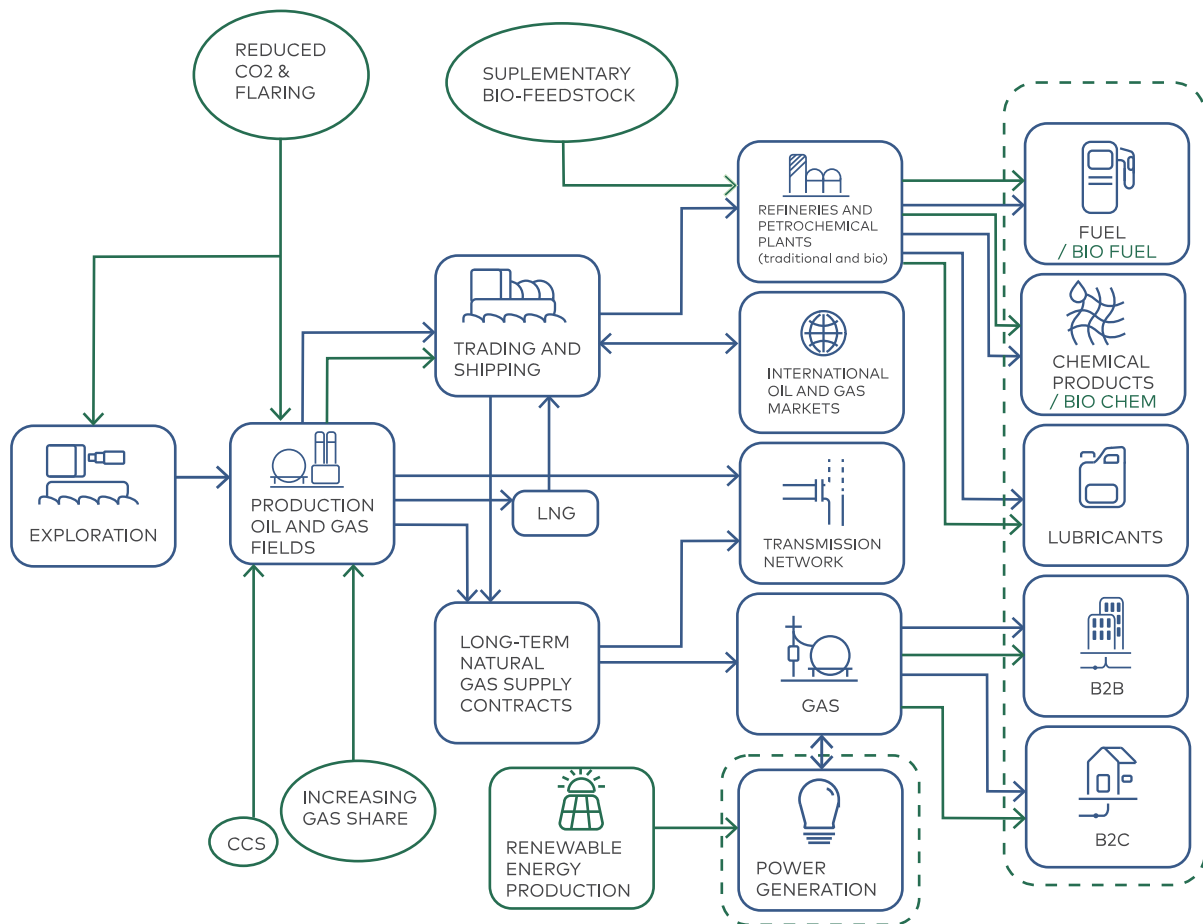 REDUCED
CO2 &
FLARING
SUPLEMENTARY
BIO-FEEDSTOCK
REFINERIES AND
PETROCHEMICAL
PLANTS
(traditional and bio)
FUEL
/ BIO FUEL
TRADING AND
SHIPPING
INTERNATIONAL
OIL AND GAS
MARKETS
CHEMICAL
PRODUCTS
/ BIO CHEM
EXPLORATION
PRODUCTION
OIL AND GAS
FIELDS
LNG
TRANSMISSION
NETWORK
LUBRICANTS
LONG-TERM
NATURAL
GAS SUPPLY
CONTRACTS
GAS
B2B
CCS
INCREASING
GAS SHARE
RENEWABLE
ENERGY
PRODUCTION
POWER
GENERATION
B2C